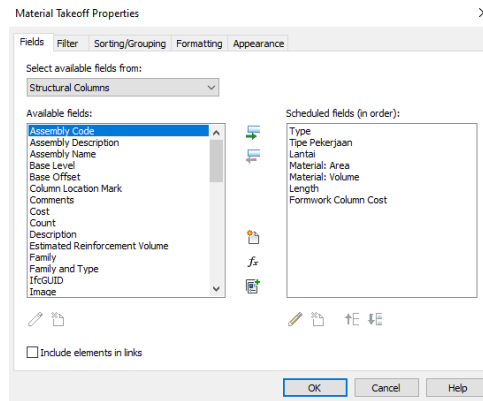 Material Takeoff Properties
Fields Filter Sorting/Grouping Formatting Appearance
Select available fields from:
Structural Columns
Available fields:
Assembly Code
Assembly Description
Assembly Name
Base Level
Base Offset
Column Location Mark
Comments
Cost
Count
Description
Estimated Reinforcement Volume
Family
Family and Type
IfcGUID
Image
fx
Scheduled fields (in order):
Type
Tipe Pekerjaan
Lantai
Material: Area
Material: Volume
Length
Formwork Column Cost
Include elements in links
OK Cancel Help